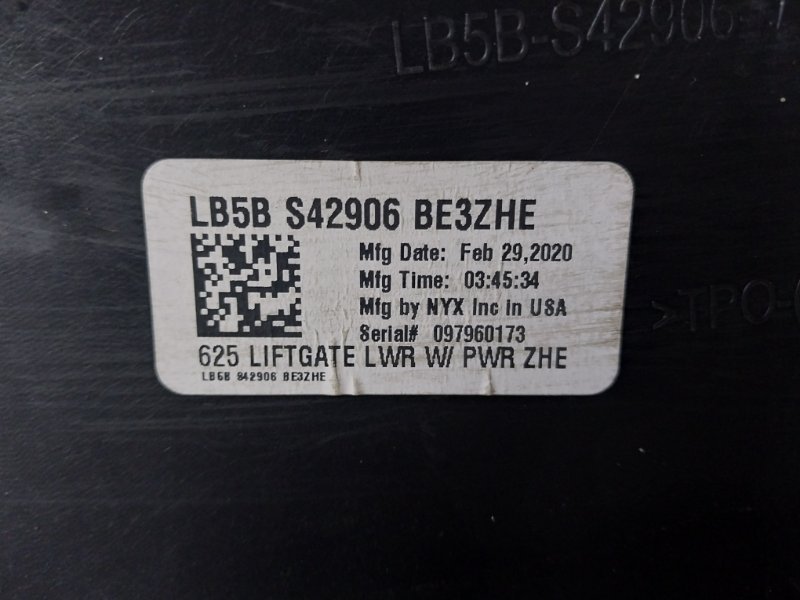 LB5B-S42906-
LB5B S42906 BE3ZHE
Mfg Date: Feb 29,2020
Mfg Time: 03:45:34
Mfg by NYX Inc in USA
Serial# 097960173
625 LIFTGATE LWR W/ PWR ZHE
LB5B S42906 BE3ZHE
>TPO-